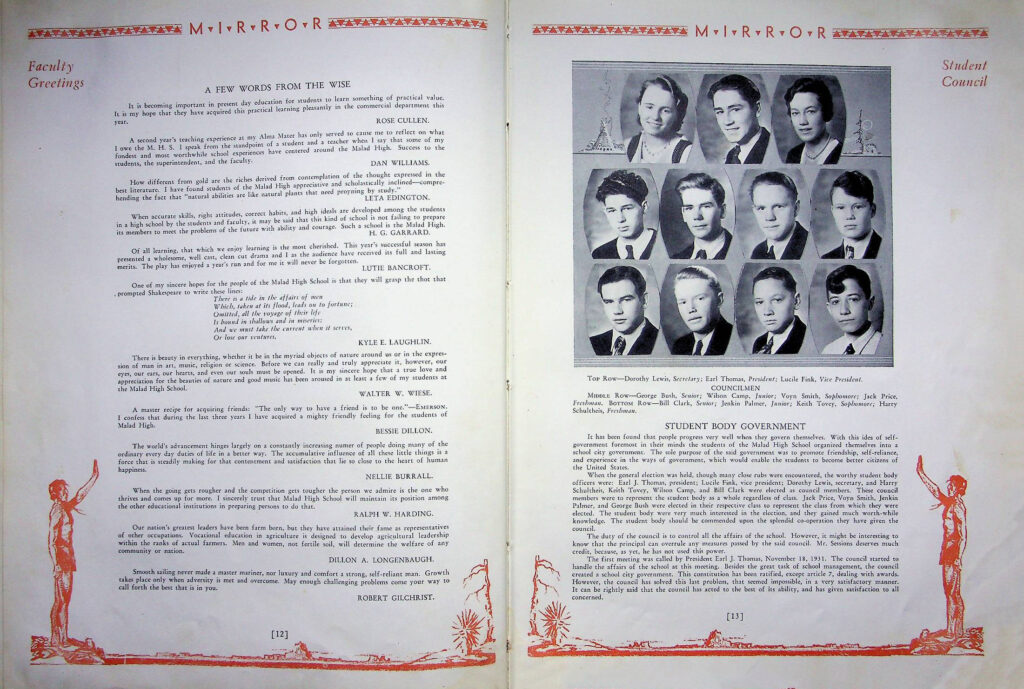 M·I·R·R·O·R
Faculty
Greetings
A FEW WORDS FROM THE WISE
It is becoming important in present day education for students to learn something of practical value.
It is my hope that they have acquired this practical learning pleasantly in the commercial department this
year.
ROSE CULLEN.
A second year's teaching experience at my Alma Mater has only served to cause me to reflect on what
I owe the M. H. S. I speak from the standpoint of a student and a teacher when I say that some of my
fondest and most worthwhile school experiences have centered around the Malad High. Success to the
students, the superintendent, and the faculty.
DAN WILLIAMS.
How different from gold are the riches derived from contemplation of the thought expressed in the
best literature. I have found students of the Malad High appreciative and scholastically inclined—compre-
hending the fact that "natural abilities are like natural plants that need proyning by study."
LETA EDINGTON.
When accurate skills, right attitudes, correct habits, and high ideals are developed among the students
in a high school by the students and faculty, it may be said that this kind of school is not failing to prepare
its members to meet the problems of the future with ability and courage. Such a school is the Malad High.
H. G. GARRARD.
Of all learning, that which we enjoy learning is the most cherished. This year's successful season has
presented a wholesome, well cast, clean cut drama and I as the audience have received its full and lasting
merits. The play has enjoyed a year's run and for me it will never be forgotten.
LUTIE BANCROFT.
One of my sincere hopes for the people of the Malad High School is that they will grasp thr thot that
prompted Shakespeare to write these lines:
There is a tide in the affairs of men
Which, taken at its flood, leads on to fortune;
Omitted, all the voyage of their life
Is bound in shallows and in miseries;
And we must take the current when it serves,
Or lose our ventures.
KYLE E. LAUGHLIN.
There is beauty in everything, whether it be in the myriad objects of nature around us or in the expres-
sion of man in art, music, religion or science. Before we can really and truly appreciate it, however, our
eyes, our ears, our hearts, and even our souls must be opened. It is my sincere hope that a true love and
appreciation for the beauties of nature and good music has been aroused in at least a few of my students at
the Malad High School.
WALTER W. WIESE.
A master recipe for acquiring friends: "The only way to have a friend is to be one."—EMERSON.
I confess that during the last three years I have acquired a mighty friendly feeling for the students of
Malad High.
BESSIE DILLON.
The world's advancement hinges largely on a constantly increasing numer of people doing many of the
ordinary every day duties of life in a better way. The accumulative influence of all these little things is a
force that is steadily making for that contentment and satisfaction that lie so close to the heart of human
happiness.
NELLIE BURRALL.
When the going gets rougher and the competition gets tougher the person we admire is the one who
thrives and comes up for more. I sincerely trust that Malad High School will maintain its position among
the other educational institutions in preparing persons to do that.
RALPH W. HARDING.
Our nation's greatest leaders have been farm born, but they have attained their fame as representatives
of other occupations. Vocational education in agriculture is designed to develop agricultural leadership
within the ranks of actual farmers. Men and women, not fertile soil, will determine the welfare of any
community or nation.
DILLON A. LONGENBAUGH.
Smooth sailing never made a master mariner, nor luxury and comfort a strong, self-reliant man. Growth
takes place only when adversity is met and overcome. May enough challenging problems come your way to
call forth the best that is in you.
ROBERT GILCHRIST.
[12]
M·I·R·R·O·R
Student
Council
TOP ROW—Dorothy Lewis, Secretary; Earl Thomas, President; Lucile Fink, Vice President.
COUNCILMEN
MIDDLE ROW—George Bush, Senior; Wilson Camp, Junior; Voyn Smith, Sophomore; Jack Price,
Freshman. BOTTOM ROW—Bill Clark, Senior; Jenkin Palmer, Junior; Keith Tovey, Sophomore; Harry
Schultheis, Freshman.
STUDENT BODY GOVERNMENT
It has been found that people progress very well when they govern themselves. With this idea of self-
government foremost in their minds the students of the Malad High School organized themselves into a
school city government. The sole purpose of the said government was to promote friendship, self-reliance,
and experience in the ways of government, which would enable the students to become better citizens of
the United States.
When the general election was held, though many close rubs were encountered, the worthy student body
officers were: Earl J. Thomas, president; Lucile Fink, vice president; Dorothy Lewis, secretary, and Harry
Schultheis, Keith Tovey, Wilson Camp, and Bill Clark were elected as council members. These council
members were to represent the student body as a whole regardless of class. Jack Price, Voyn Smith, Jenkin
Palmer, and George Bush were elected in their respective class to represent the class from which they were
elected. The student body were very much interested in the election, and they gained much worth-while
knowledge. The student body should be commended upon the splendid co-operation they have given the
council.
The duty of the council is to control all the affairs of the school. However, it might be interesting to
know that the principal can overrule any measures passed by the said council. Mr. Sessions deserves much
credit, because, as yet, he has not used this power.
The first meeting was called by President Earl J. Thomas, November 18, 1931. The council started to
handle the affairs of the school at this meeting. Besides the great task of school management, the council
created a school city government. This constitution has been ratified, except article 7, dealing with awards.
However, the council has solved this last problem, that seemed impossible, in a very satisfactory manner.
It can be rightly said that the council has acted to the best of its ability, and has given satisfaction to all
concerned.
[13]